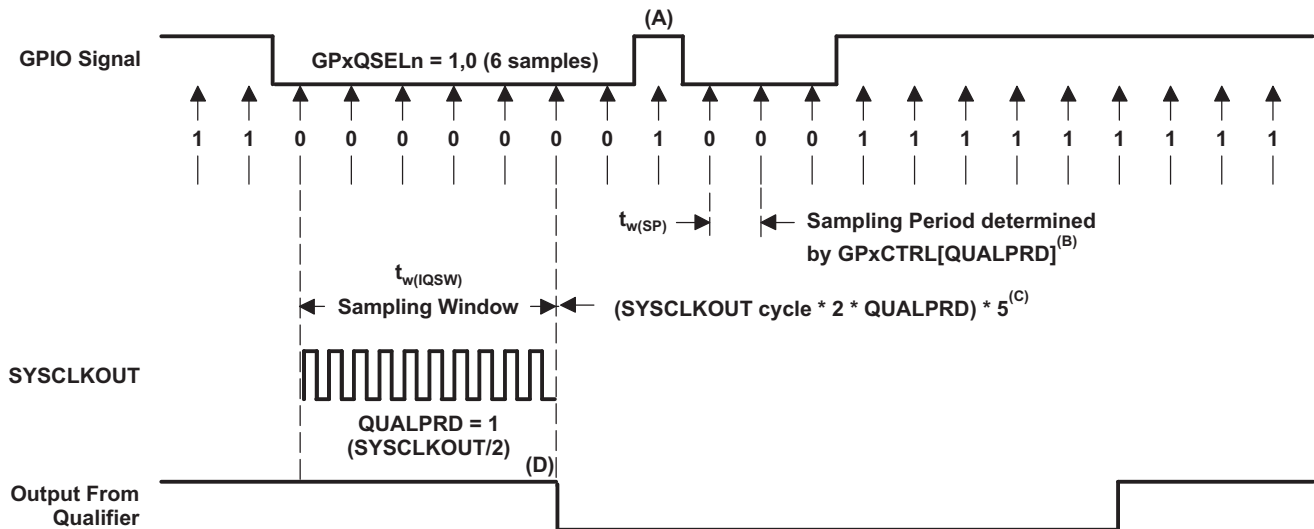 (A)
GPIO Signal
GPxQSELn = 1,0 (6 samples)
1 1 0 0 0 0 0 0 0 1 0 0 0 1 1 1 1 1 1 1 1 1
tw(SP)
Sampling Period determined
by GPxCTRL[QUALPRD](B)
tw(IQSW)
Sampling Window
(SYSCLKOUT cycle * 2 * QUALPRD) * 5(C)
SYSCLKOUT
QUALPRD = 1
(SYSCLKOUT/2)
(D)
Output From
Qualifier